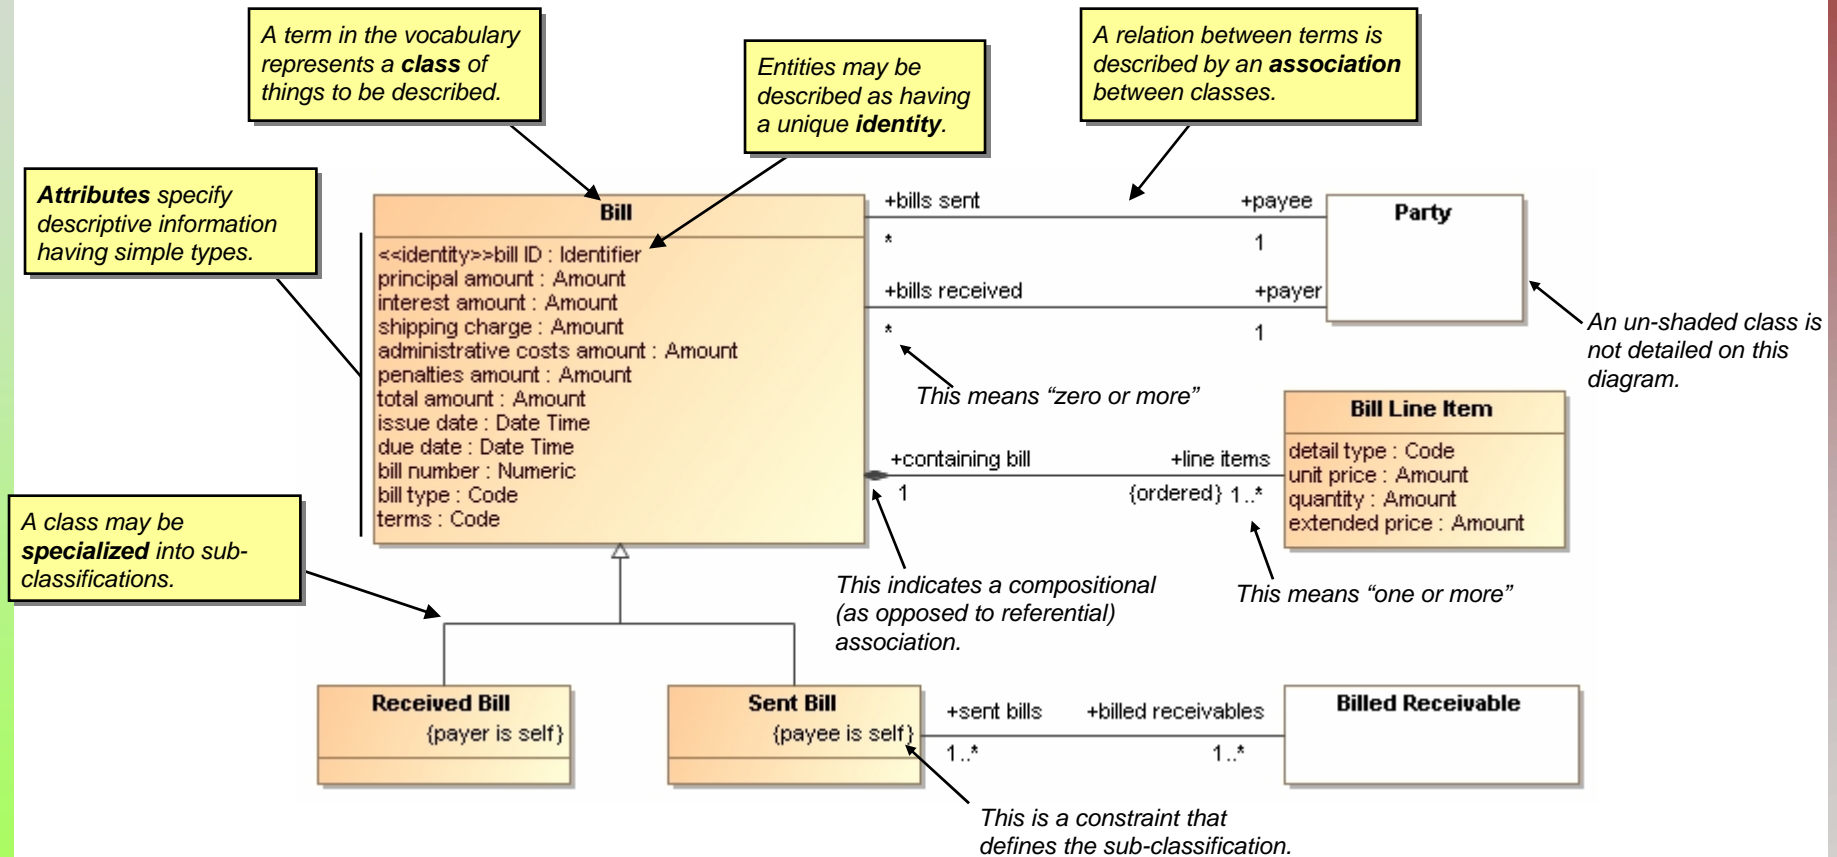 A term in the vocabulary
represents a class of
things to be described.
Entities may be
described as having
a unique identity.
A relation between terms is
described by an association
between classes.
Attributes specify
descriptive information
having simple types.
Bill
<<identity>>bill ID : Identifier
principal amount : Amount
interest amount : Amount
shipping charge : Amount
administrative costs amount : Amount
penalties amount : Amount
total amount : Amount
issue date : Date Time
due date : Date Time
bill number : Numeric
bill type : Code
terms : Code
+bills sent
+payee
*
1
+bills received
+payer
*
1
Party
An un-shaded class is
not detailed on this
diagram.
This means “zero or more”
+containing bill
+line items
1
{ordered} 1..*
Bill Line Item
detail type : Code
unit price : Amount
quantity : Amount
extended price : Amount
A class may be
specialized into sub-
classifications.
This indicates a compositional
(as opposed to referential)
association.
This means “one or more”
Received Bill
{payer is self}
Sent Bill
{payee is self}
+sent bills
+billed receivables
1..*
1..*
Billed Receivable
This is a constraint that
defines the sub-classification.